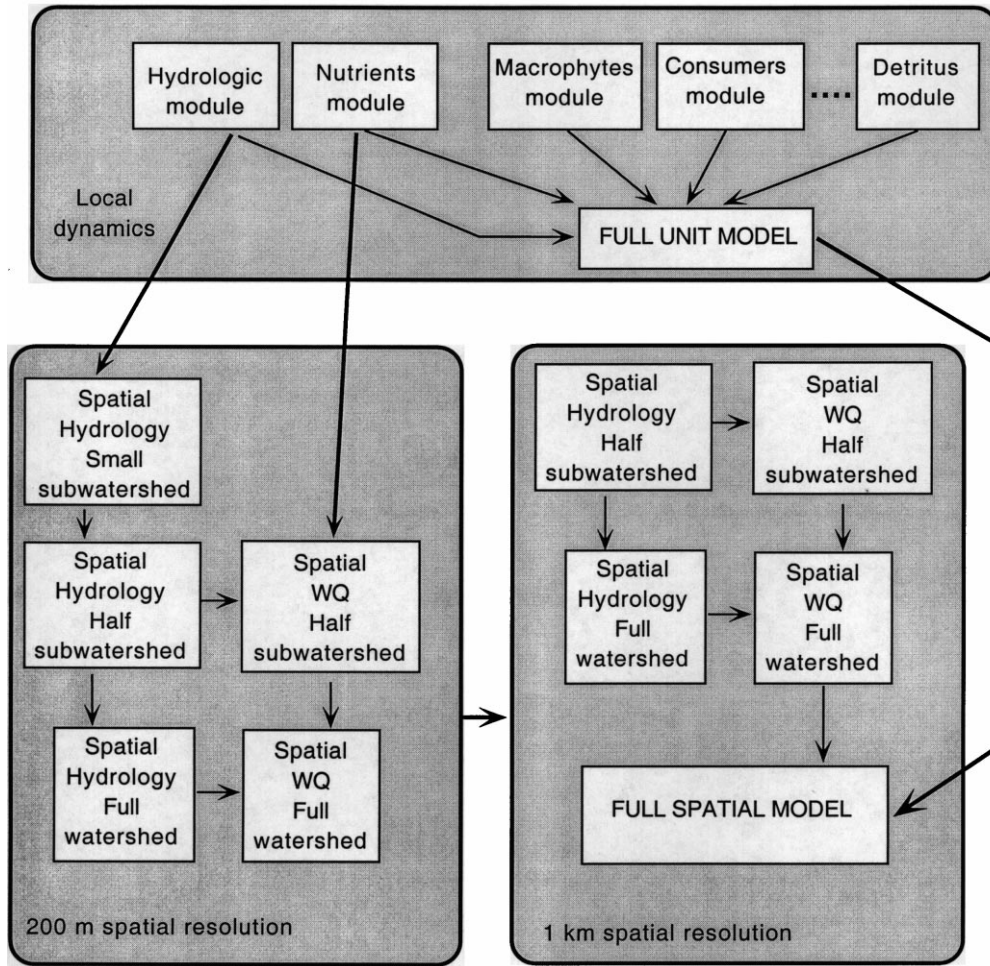 Hydrologic
module
Nutrients
module
Macrophytes
module
Consumers
module
Detritus
module
Local
dynamics
FULL UNIT MODEL
Spatial
Hydrology
Small
subwatershed
Spatial
Hydrology
Half
subwatershed
Spatial
WQ
Half
subwatershed
Spatial
Hydrology
Full
watershed
Spatial
WQ
Full
watershed
200 m spatial resolution
Spatial
Hydrology
Half
subwatershed
Spatial
WQ
Half
subwatershed
Spatial
Hydrology
Full
watershed
Spatial
WQ
Full
watershed
FULL SPATIAL MODEL
1 km spatial resolution